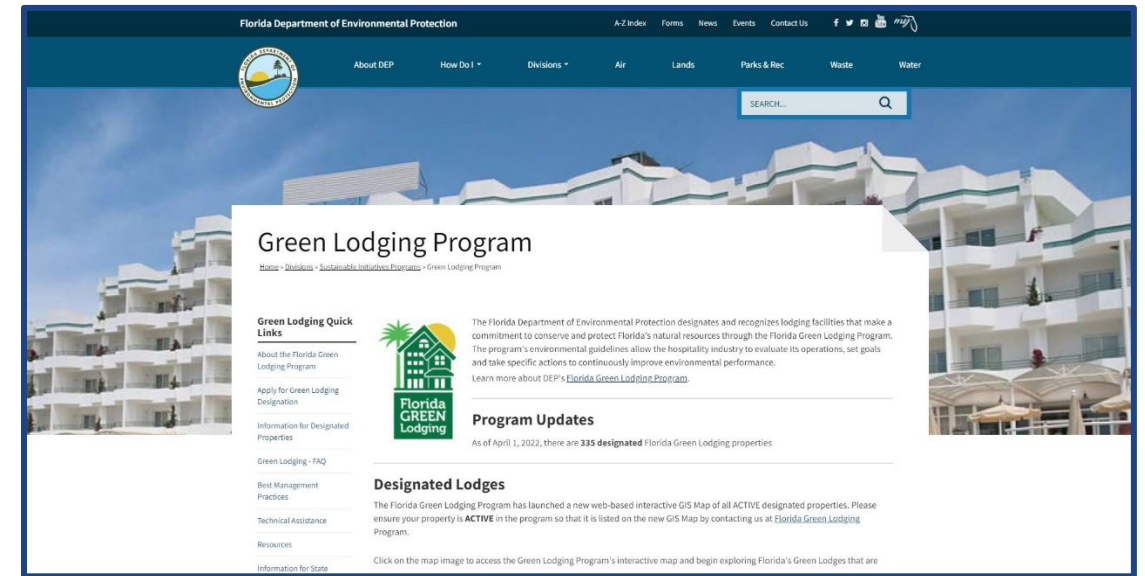 Florida Department of Environmental Protection
A-Z Index Forms News Events Contact Us
About DEP How Do I Divisions Air Lands Parks & Rec Waste Water
SEARCH...
Green Lodging Program
Home » Divisions » Sustainable Initiatives Programs » Green Lodging Program
Green Lodging Quick
Links
About the Florida Green
Lodging Program
Apply for Green Lodging
Designation
Information for Designated
Properties
Green Lodging - FAQ
Best Management
Practices
Technical Assistance
Resources
Information for State
Florida
GREEN
Lodging
The Florida Department of Environmental Protection designates and recognizes lodging facilities that make a
commitment to conserve and protect Florida's natural resources through the Florida Green Lodging Program.
The program's environmental guidelines allow the hospitality industry to evaluate its operations, set goals
and take specific actions to continuously improve environmental performance.
Learn more about DEP's Florida Green Lodging Program.
Program Updates
As of April 1, 2022, there are 335 designated Florida Green Lodging properties
Designated Lodges
The Florida Green Lodging Program has launched a new web-based interactive GIS Map of all ACTIVE designated properties. Please
ensure your property is ACTIVE in the program so that it is listed on the new GIS Map by contacting us at Florida Green Lodging
Program.
Click on the map image to access the Green Lodging Program's interactive map and begin exploring Florida's Green Lodges that are